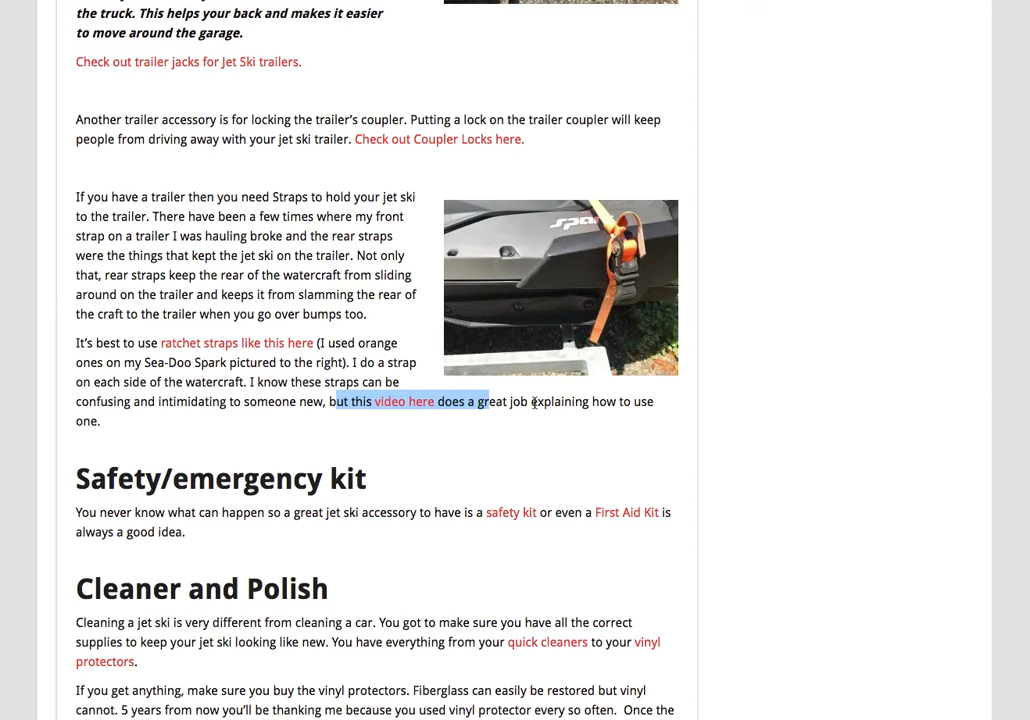 the truck. This helps your back and makes it easier
to move around the garage.
Check out trailer jacks for Jet Ski trailers.
Another trailer accessory is for locking the trailer's coupler. Putting a lock on the trailer coupler will keep
people from driving away with your jet ski trailer. Check out Coupler Locks here.
If you have a trailer then you need Straps to hold your jet ski
to the trailer. There have been a few times where my front
strap on a trailer I was hauling broke and the rear straps
were the things that kept the jet ski on the trailer. Not only
that, rear straps keep the rear of the watercraft from sliding
around on the trailer and keeps it from slamming the rear of
the craft to the trailer when you go over bumps too.
It's best to use ratchet straps like this here (I used orange
ones on my Sea-Doo Spark pictured to the right). I do a strap
on each side of the watercraft. I know these straps can be
confusing and intimidating to someone new, but this video here does a great job explaining how to use
one.
Safety/emergency kit
You never know what can happen so a great jet ski accessory to have is a safety kit or even a First Aid Kit is
always a good idea.
Cleaner and Polish
Cleaning a jet ski is very different from cleaning a car. You got to make sure you have all the correct
supplies to keep your jet ski looking like new. You have everything from your quick cleaners to your vinyl
protectors.
If you get anything, make sure you buy the vinyl protectors. Fiberglass can easily be restored but vinyl
cannot. 5 years from now you'll be thanking me because you used vinyl protector every so often. Once the